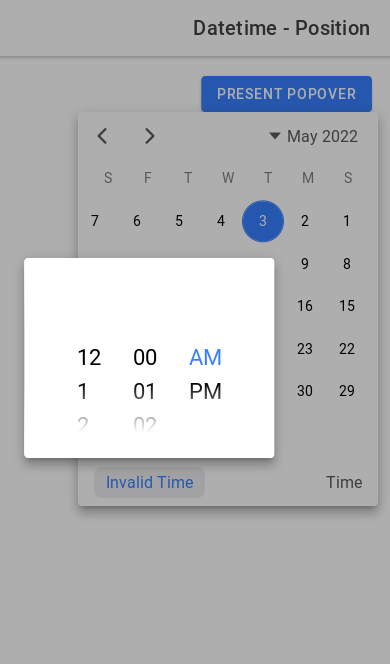 Datetime - Position
PRESENT POPOVER
May 2022
S F T W T M S
7 6 5 4 3 2 1
9 8
16 15
23 22
30 29
12 00 AM
1 01 PM
2 02
Invalid Time Time